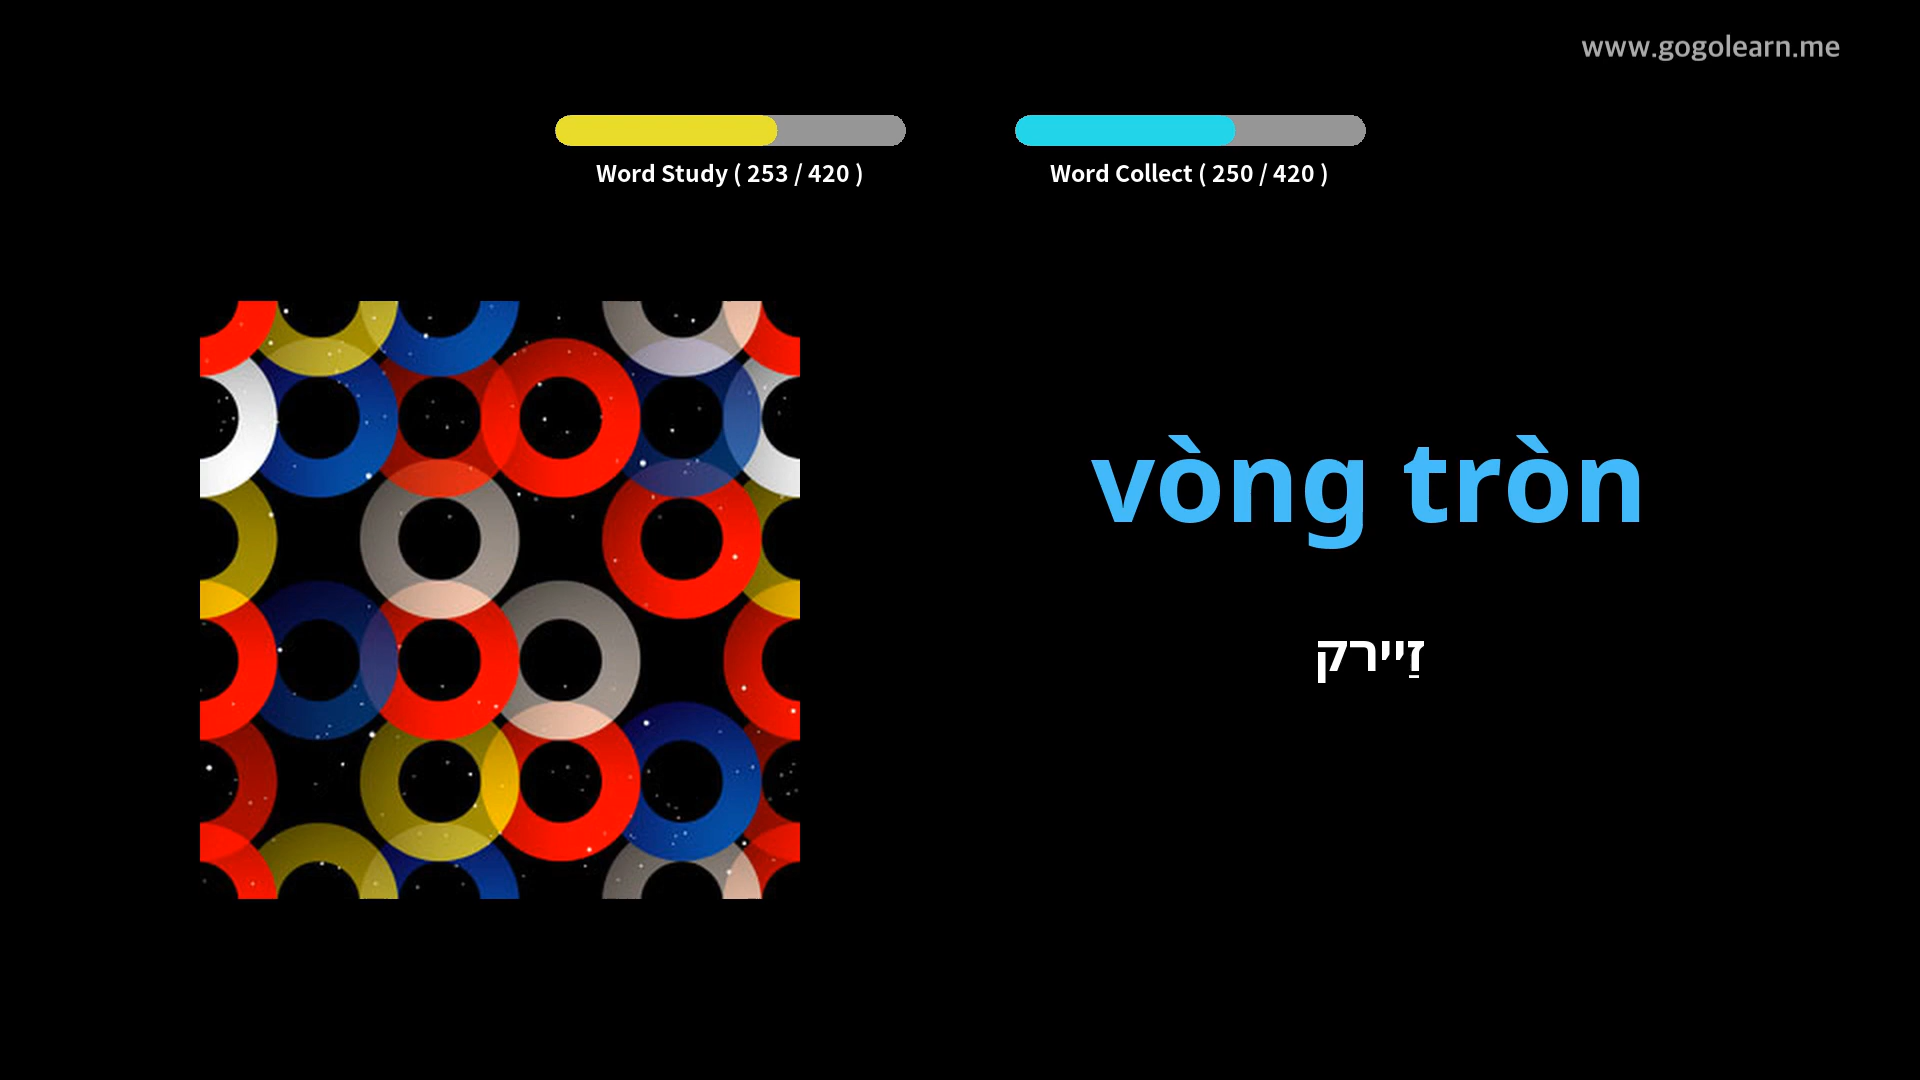 www.gogolearn.me
Word Study ( 253 / 420 )
Word Collect ( 250 / 420 )
vòng tròn
זַיירק